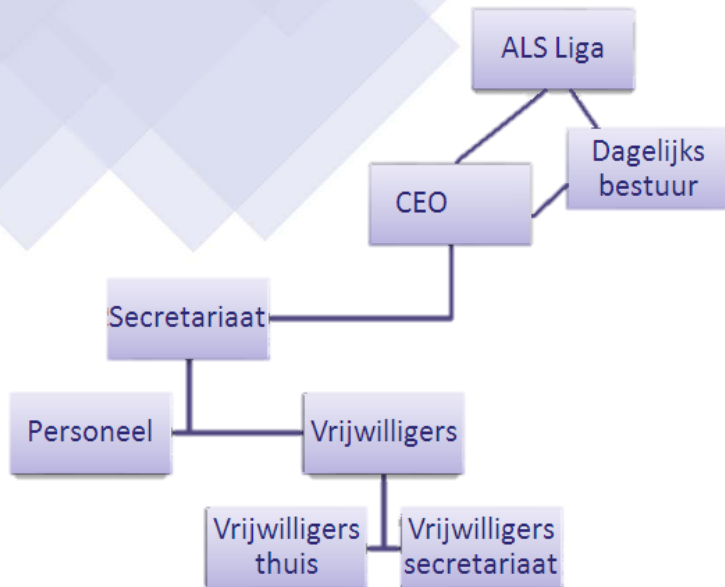 ALS Liga
Dagelijks
bestuur
CEO
Secretariaat
Personeel
Vrijwilligers
Vrijwilligers
thuis
Vrijwilligers
secretariaat